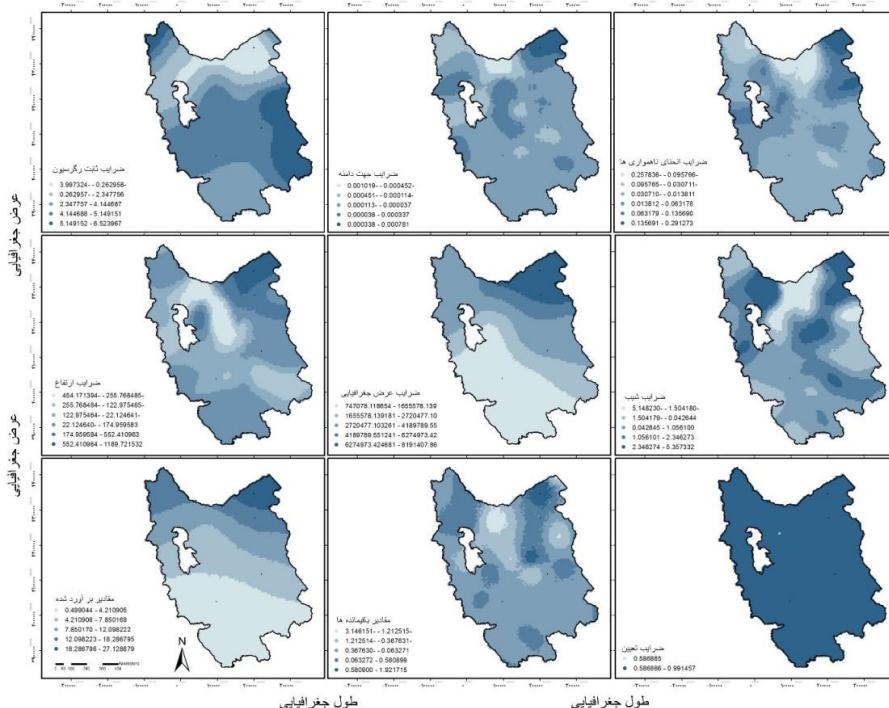 ضرایب ثابت رگرسیون
3.997324- - 0.262958-
0.262957- - 2.347756
2.347757 - 4.144687
4.144688 - 5.149151
5.149152 - 6.523967
ضرایب جهت دامنه
0.001019- - 0.000452-
0.000451- - 0.000114-
0.000113- - 0.000037
0.000038 - 0.000337
0.000338 - 0.000781
ضرایب انحنای ناهمواری ها
0.257836- - 0.095766-
0.095765- - 0.030711-
0.030710- - 0.013811
0.013812 - 0.063178
0.063179 - 0.135690
0.135691 - 0.291273
عرض جغرافیایی
ضرایب ارتفاع
454.171394- - 255.768485-
255.768484- - 122.975465-
122.975464- - 22.124641-
22.124640- - 174.959583
174.959584 - 552.410963
552.410964 - 1189.721532
ضرایب عرض جغرافیایی
747078.118654 - 1655578.139
1655578.139181 - 2720477.10
2720477.103261 - 4189789.55
4189789.551241 - 6274973.42
6274973.424681 - 8191407.86
ضرایب شیب
5.148230- - 1.504180-
1.504179- - 0.042644
0.042645 - 1.056100
1.056101 - 2.346273
2.346274 - 5.357332
عرض جغرافیایی
مقادیر بر آورد شده
0.499044 - 4.210905
4.210906 - 7.850169
7.850170 - 12.098222
12.098223 - 18.286795
18.286796 - 27.128679
N
مقادیر باقیمانده ها
3.146151- - 1.212515-
1.212514- - 0.367631-
0.367630- - 0.063271
0.063272 - 0.580899
0.580900 - 1.921715
ضرایب تعیین
0.586865
0.586866 - 0.991457
طول جغرافیایی
طول جغرافیایی